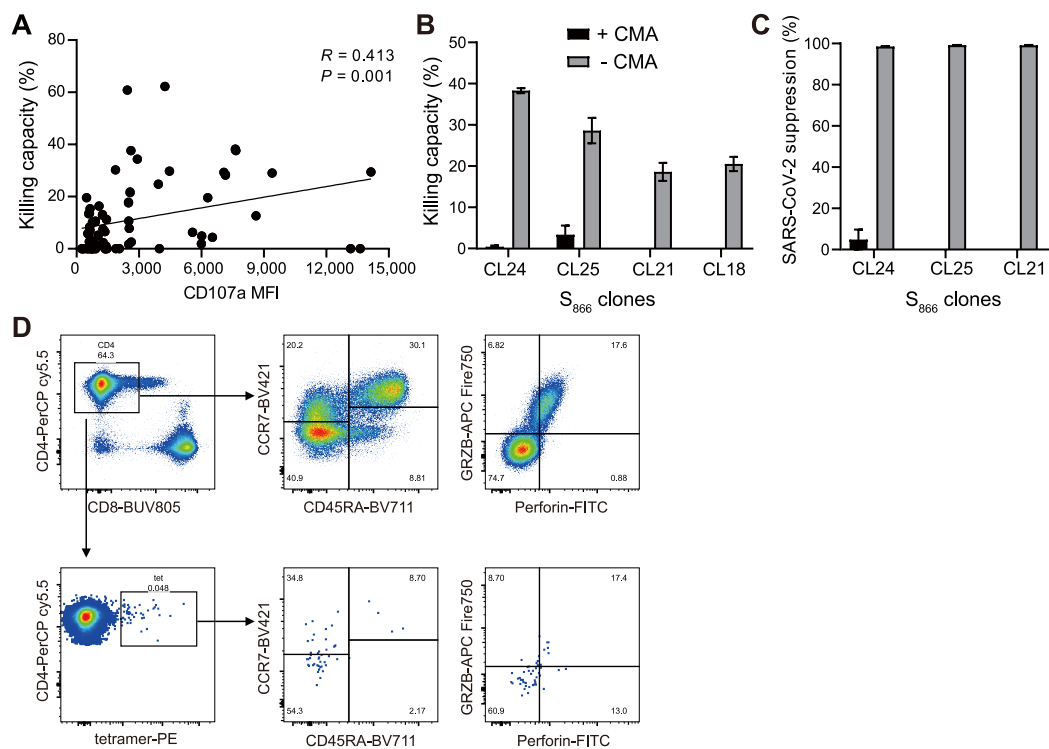 A
Killing capacity (%)
80
60
40
20
0
R = 0.413
P = 0.001
0
3,000
6,000
9,000
12,000
15,000
CD107a MFI
B
Killing capacity (%)
50
40
30
20
10
0
+ CMA
- CMA
CL24
CL25
CL21
CL18
S866 clones
C
SARS-CoV-2 suppression (%)
100
80
60
40
20
0
CL24
CL25
CL21
S866 clones
D
CD4-PerCP cy5.5
CD4
64.3
CD8-BUV805
CCR7-BV421
20.2
30.1
40.9
8.81
CD45RA-BV711
GRZB-APC Fire750
6.82
17.6
74.7
0.88
Perforin-FITC
CD4-PerCP cy5.5
tet
0.048
tetramer-PE
CCR7-BV421
34.8
8.70
54.3
2.17
CD45RA-BV711
GRZB-APC Fire750
8.70
17.4
60.9
13.0
Perforin-FITC